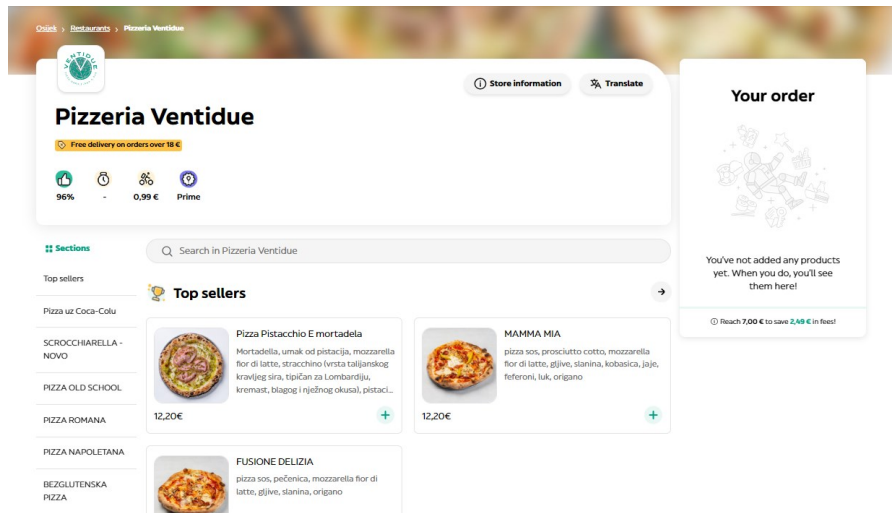 Osijek > Restaurants > Pizzeria Ventidue
VENTIDUE
Store information
Translate
Pizzeria Ventidue
Free delivery on orders over 18 €
96%
-
0,99 €
Prime
Your order
You've not added any products
yet. When you do, you'll see
them here!
Reach 7,00 € to save 2,49 € in fees!
Sections
Top sellers
Pizza uz Coca-Colu
SCROCCHIARELLA -
NOVO
PIZZA OLD SCHOOL
PIZZA ROMANA
PIZZA NAPOLETANA
BEZGLUTENSKA
PIZZA
Search in Pizzeria Ventidue
Top sellers
Pizza Pistacchio E mortadela
Mortadella, umak od pistacija, mozzarella
fior di latte, stracchino (vrsta talijanskog
kravljeg sira, tipičan za Lombardiju,
kremast, blagog i nježnog okusa), pistaci...
12,20€
MAMMA MIA
pizza sos, prosciutto cotto, mozzarella
fior di latte, gljive, slanina, kobasica, jaje,
feferoni, luk, origano
12,20€
FUSIONE DELIZIA
pizza sos, pečenica, mozzarella fior di
latte, gljive, slanina, origano